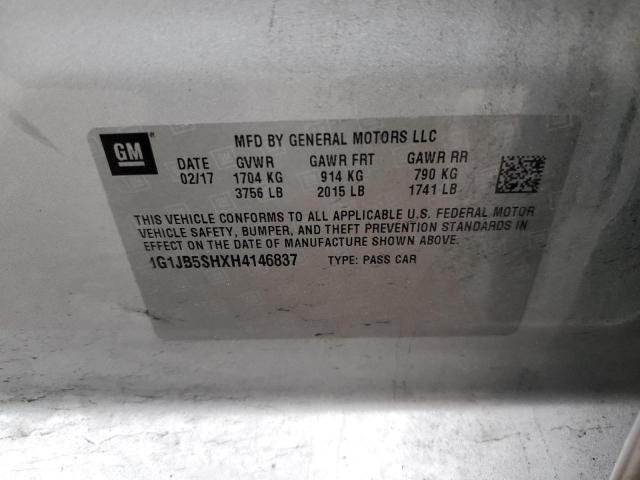 GM
MFD BY GENERAL MOTORS LLC
DATE GVWR GAWR FRT GAWR RR
02/17 1704 KG 914 KG 790 KG
3756 LB 2015 LB 1741 LB
THIS VEHICLE CONFORMS TO ALL APPLICABLE U.S. FEDERAL MOTOR
VEHICLE SAFETY, BUMPER, AND THEFT PREVENTION STANDARDS IN
EFFECT ON THE DATE OF MANUFACTURE SHOWN ABOVE.
1G1JB5SHXH4146837 TYPE: PASS CAR